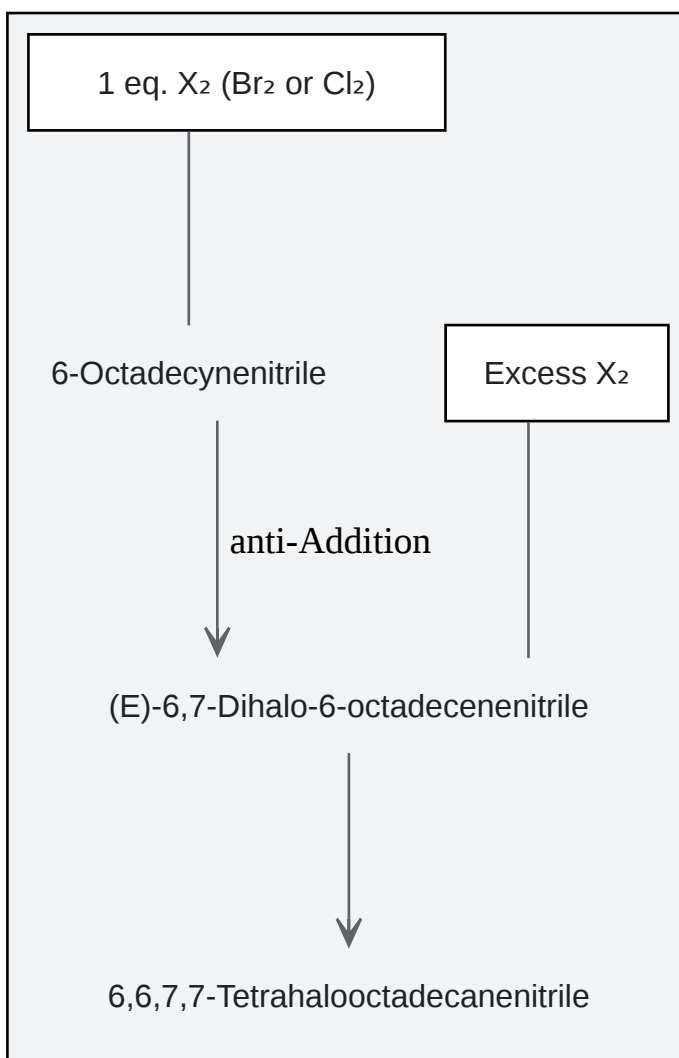 1 eq. X₂ (Br₂ or Cl₂)
6-Octadecynenitrile
Excess X₂
anti-Addition
(E)-6,7-Dihalo-6-octadecenenitrile
6,6,7,7-Tetrahalooctadecanenitrile